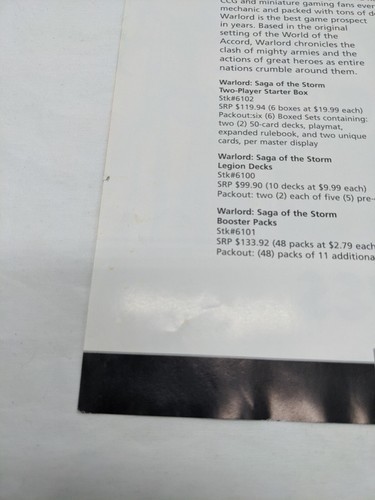 CCG and miniature gaming fans ever
mechanic and packed with tons of d
Warlord is the best game prospect
in years. Based in the original
setting of the World of the
Accord, Warlord chronicles the
clash of mighty armies and the
actions of great heroes as entire
nations crumble around them.
Warlord: Saga of the Storm
Two-Player Starter Box
Stk#6102
SRP $119.94 (6 boxes at $19.99 each)
Packout:six (6) Boxed Sets containing:
two (2) 50-card decks, playmat,
expanded rulebook, and two unique
cards, per master display
Warlord: Saga of the Storm
Legion Decks
Stk#6100
SRP $99.90 (10 decks at $9.99 each)
Packout: two (2) each of five (5) pre-
Warlord: Saga of the Storm
Booster Packs
Stk#6101
SRP $133.92 (48 packs at $2.79 each
Packout: (48) packs of 11 additiona